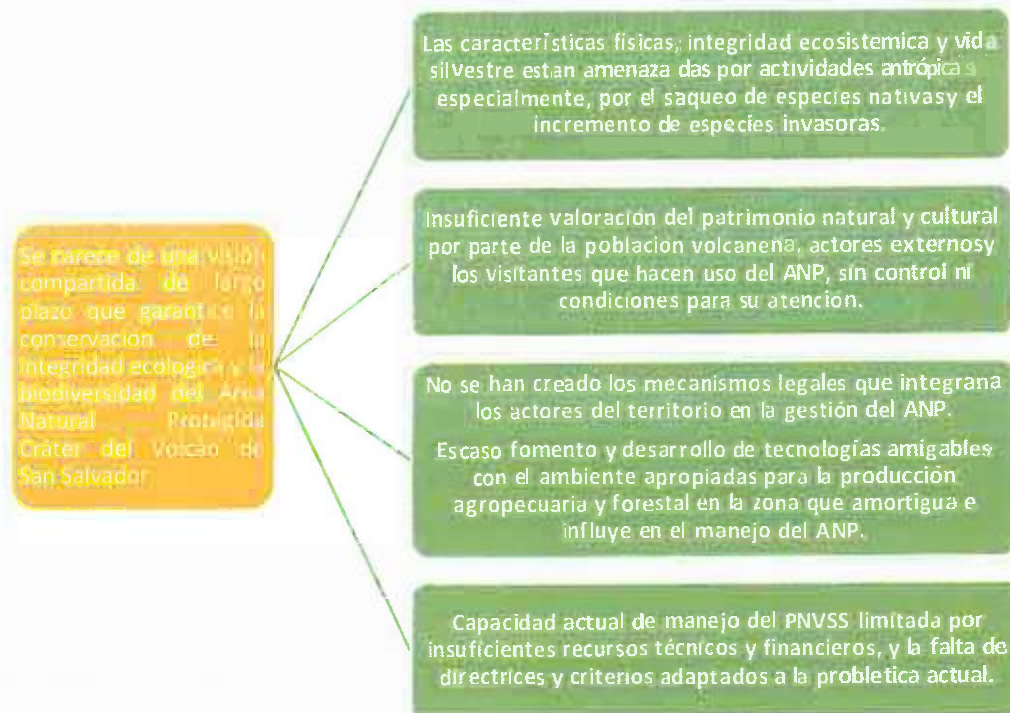 Se carece de una visión
compartida de largo
plazo que garantice la
conservación de la
integridad ecologica y la
biodiversidad del Area
Natural Protegida
Cráter del Volcán de
San Salvador
Las características físicas, integridad ecosistemica y vida
silvestre estan amenaza das por actividades antrópicas
especialmente, por el saqueo de especies nativasy el
incremento de especies invasoras.
Insuficiente valoración del patrimonio natural y cultural
por parte de la poblacion volcanena, actores externosy
los visitantes que hacen uso del ANP, sin control ni
condiciones para su atención.
No se han creado los mecanismos legales que integrana
los actores del territorio en la gestión del ANP.
Escaso fomento y desarrollo de tecnologías amigables
con el ambiente apropiadas para la producción
agropecuaria y forestal en la zona que amortigua e
influye en el manejo del ANP.
Capacidad actual de manejo del PNVSS limitada por
insuficientes recursos técnicos y financieros, y la falta de
directrices y criterios adaptados a la probletica actual.